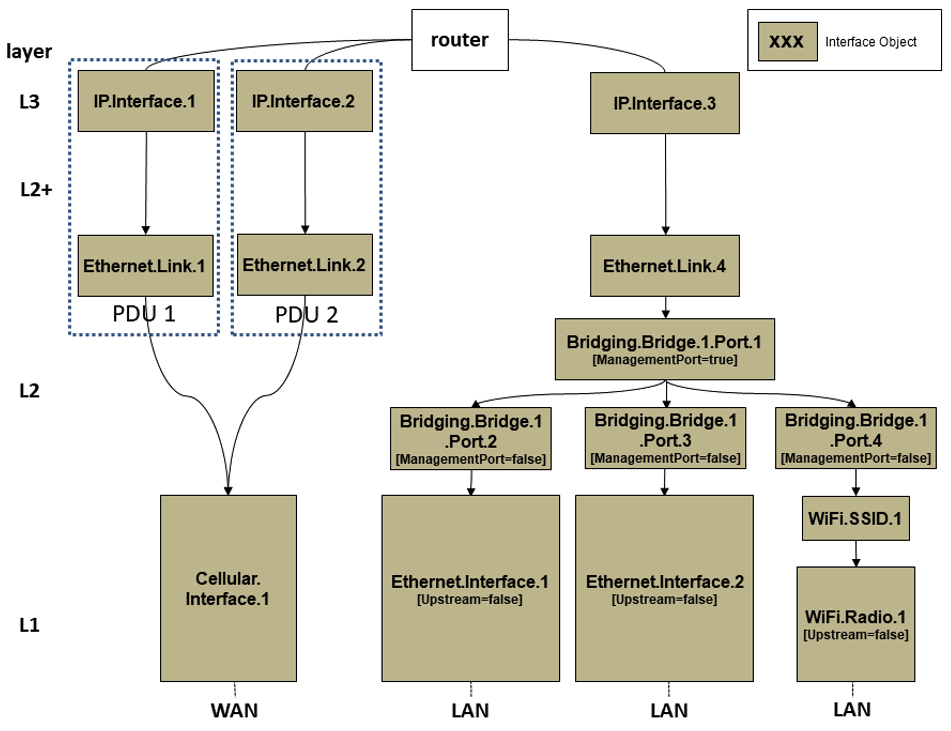 router
XXX
Interface Object
layer
L3
IP.Interface.1
IP.Interface.2
IP.Interface.3
L2+
Ethernet.Link.1
Ethernet.Link.2
Ethernet.Link.4
PDU 1
PDU 2
Bridging.Bridge.1.Port.1
[ManagementPort=true]
L2
Bridging.Bridge.1
.Port.2
[ManagementPort=false]
Bridging.Bridge.1
.Port.3
[ManagementPort=false]
Bridging.Bridge.1
.Port.4
[ManagementPort=false]
WiFi.SSID.1
Cellular.
Interface.1
Ethernet.Interface.1
[Upstream=false]
Ethernet.Interface.2
[Upstream=false]
WiFi.Radio.1
[Upstream=false]
L1
WAN
LAN
LAN
LAN